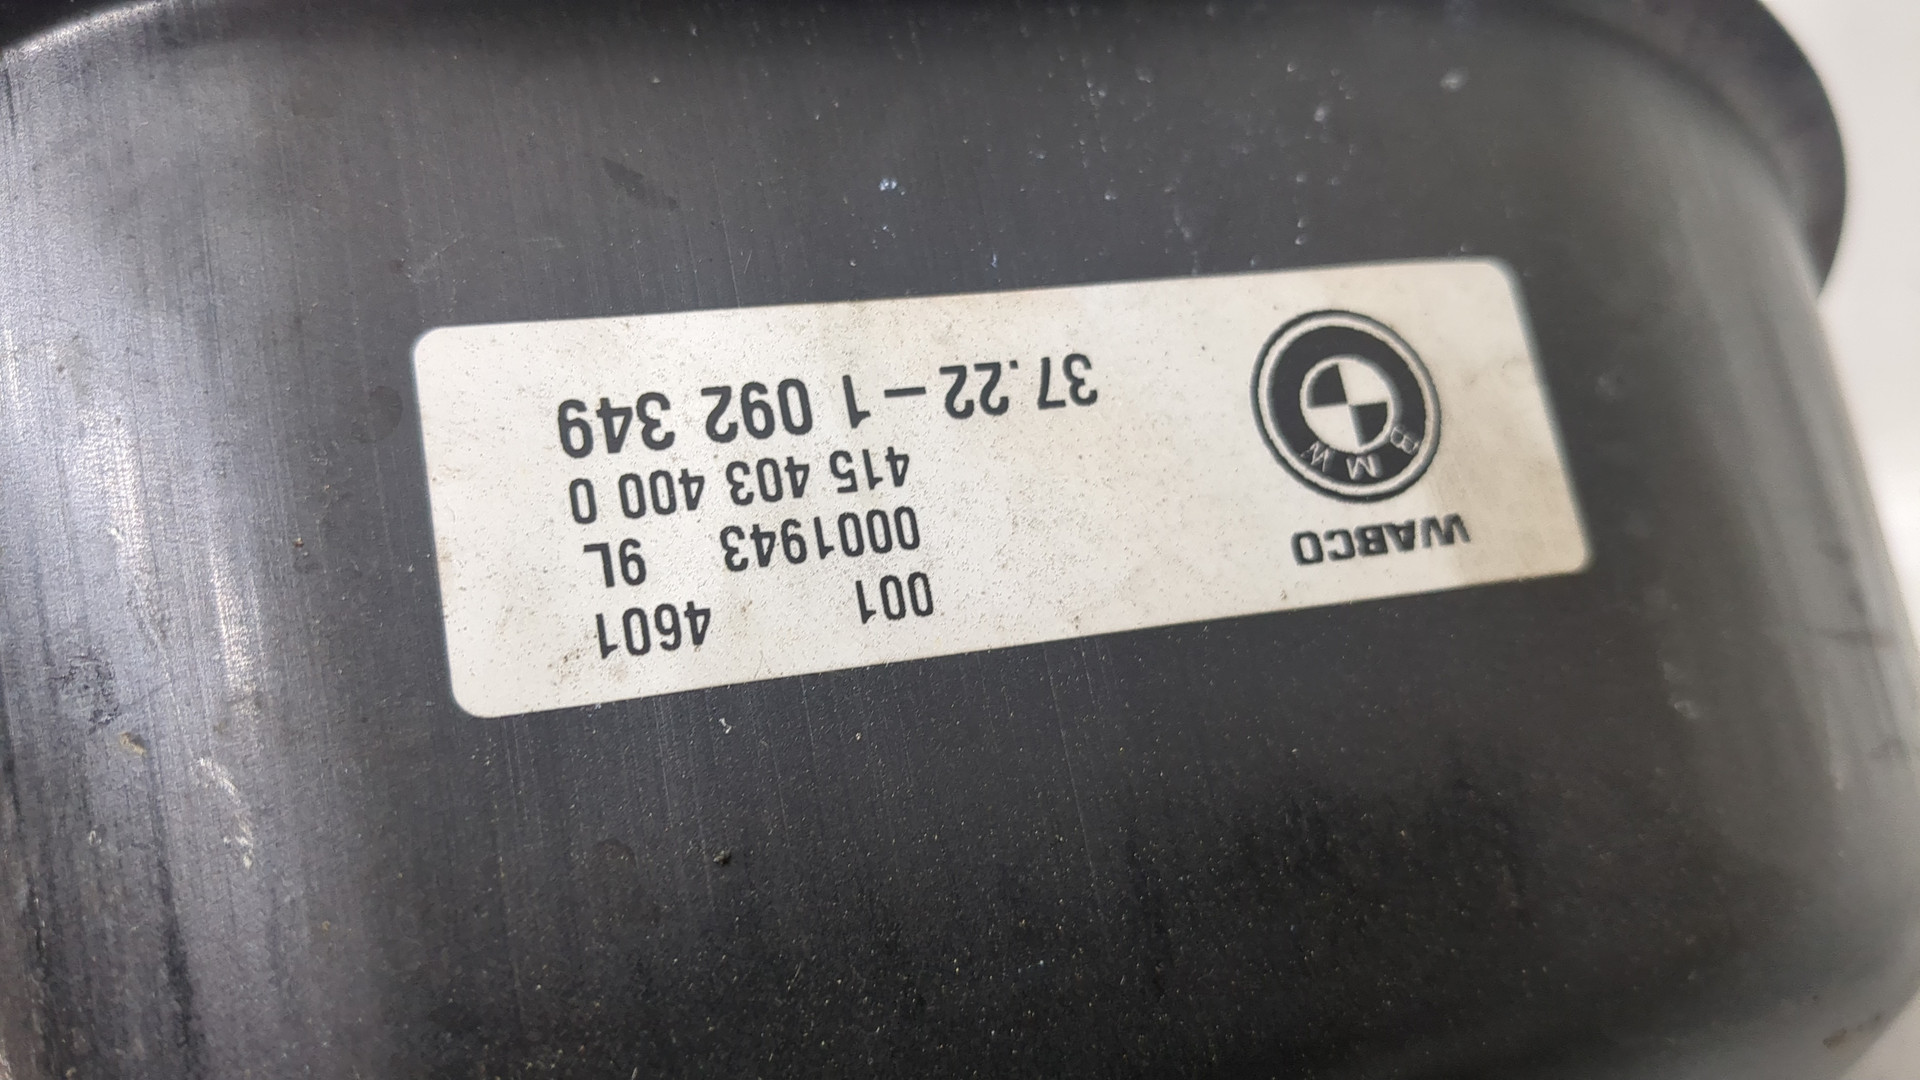 WABCO
BMW
001 4601
0001943 9L
415 403 400 0
37.22-1 092 349